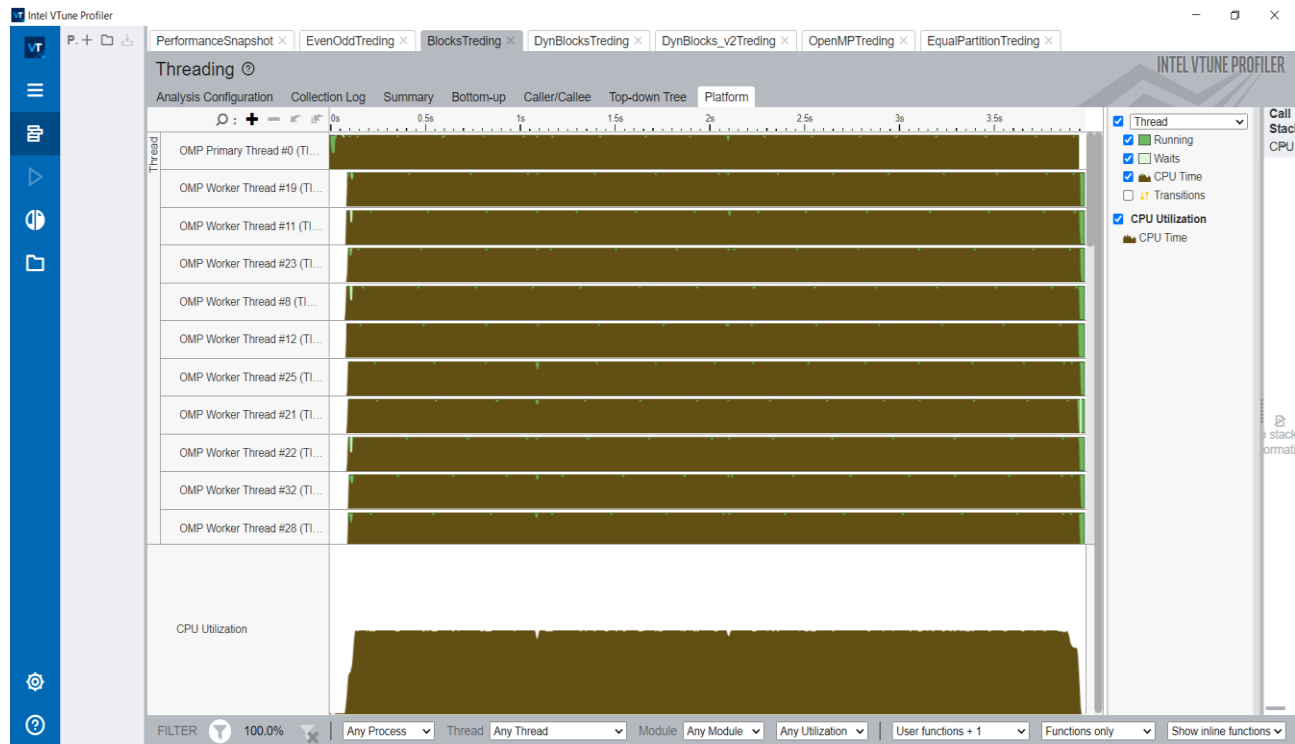 Intel VTune Profiler
P.
PerformanceSnapshot EvenOddTreding BlocksTreding DynBlocksTreding DynBlocks_v2Treding OpenMPTreding EqualPartitionTreding
Threading
INTEL VTUNE PROFILER
Analysis Configuration Collection Log Summary Bottom-up Caller/Callee Top-down Tree Platform
0s 0.5s 1s 1.5s 2s 2.5s 3s 3.5s
Thread
OMP Primary Thread #0 (TI...
OMP Worker Thread #19 (TI...
OMP Worker Thread #11 (TI...
OMP Worker Thread #23 (TI...
OMP Worker Thread #8 (TI...
OMP Worker Thread #12 (TI...
OMP Worker Thread #25 (TI...
OMP Worker Thread #21 (TI...
OMP Worker Thread #22 (TI...
OMP Worker Thread #32 (TI...
OMP Worker Thread #28 (TI...
CPU Utilization
Thread
Running
Waits
CPU Time
Transitions
CPU Utilization
CPU Time
Call
Stack
CPU
stack
ormati
FILTER 100.0% Any Process Thread Any Thread Module Any Module Any Utilization User functions + 1 Functions only Show inline functions